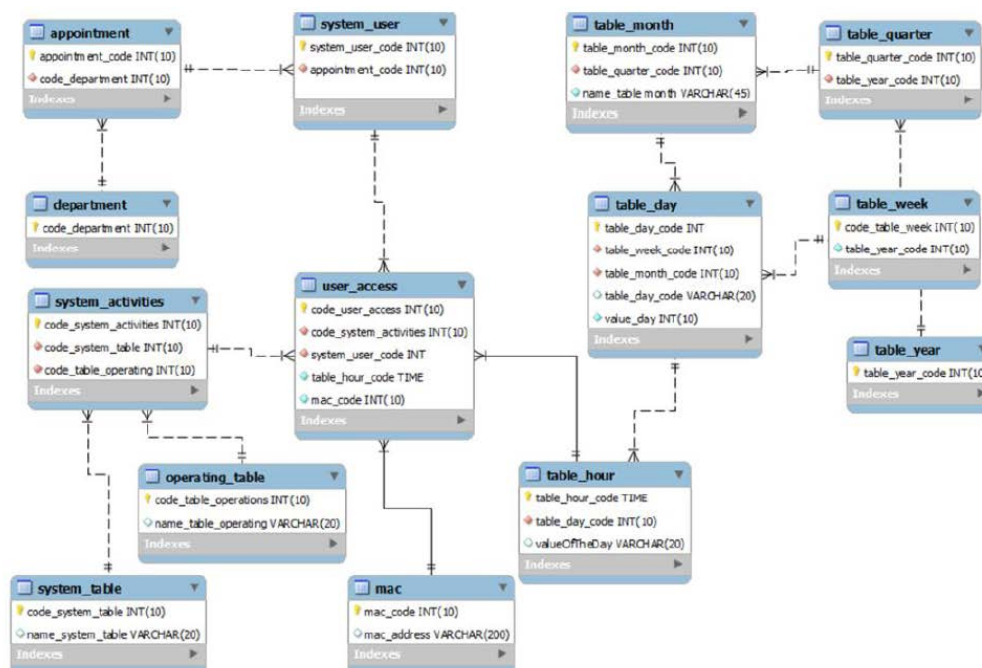 appointment
appointment_code INT(10)
code_department INT(10)
Indexes
system_user
system_user_code INT(10)
appointment_code INT(10)
Indexes
table_month
table_month_code INT(10)
table_quarter_code INT(10)
name_table month VARCHAR(45)
Indexes
table_quarter
table_quarter_code INT(10)
table_year_code INT(10)
Indexes
department
code_department INT(10)
Indexes
table_day
table_day_code INT
table_week_code INT(10)
table_month_code INT(10)
table_day_code VARCHAR(20)
value_day INT(10)
Indexes
table_week
code_table_week INT(10)
table_year_code INT(10)
Indexes
system_activities
code_system_activities INT(10)
code_system_table INT(10)
code_table_operating INT(10)
Indexes
user_access
code_user_access INT(10)
code_system_activities INT(10)
system_user_code INT
table_hour_code TIME
mac_code INT(10)
Indexes
table_year
table_year_code INT(10
Indexes
operating_table
code_table_operations INT(10)
name_table_operating VARCHAR(20)
Indexes
table_hour
table_hour_code TIME
table_day_code INT(10)
valueOfTheDay VARCHAR(20)
Indexes
system_table
code_system_table INT(10)
name_system_table VARCHAR(20)
Indexes
mac
mac_code INT(10)
mac_address VARCHAR(200)
Indexes